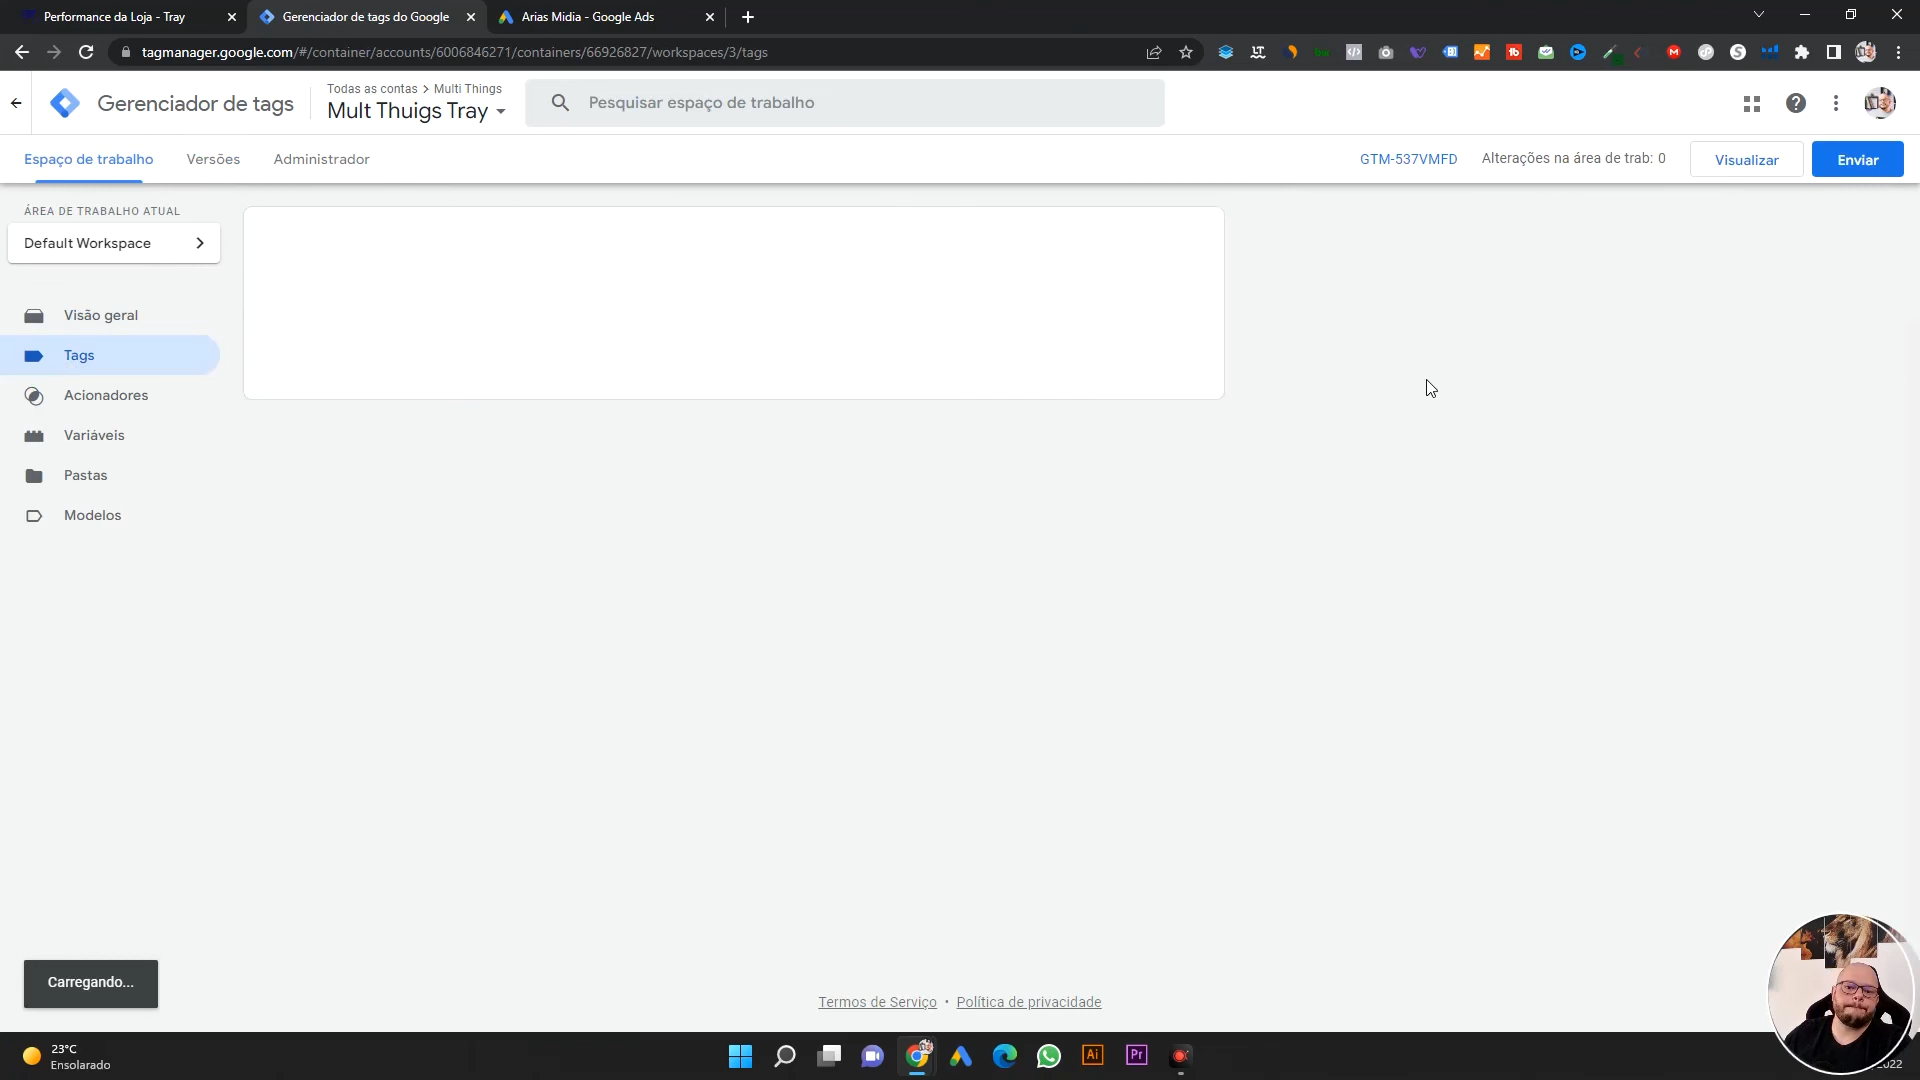 Performance da Loja - Tray
Gerenciador de tags do Google
Arias Midia - Google Ads
tagmanager.google.com/#/container/accounts/6006846271/containers/66926827/workspaces/3/tags
Gerenciador de tags
Todas as contas > Multi Things
Mult Thuigs Tray
Pesquisar espaço de trabalho
Espaço de trabalho
Versões
Administrador
GTM-537VMFD
Alterações na área de trab: 0
Visualizar
Enviar
ÁREA DE TRABALHO ATUAL
Default Workspace
Visão geral
Tags
Acionadores
Variáveis
Pastas
Modelos
Carregando...
Termos de Serviço • Política de privacidade
23°C
Ensolarado
Ai
Pr